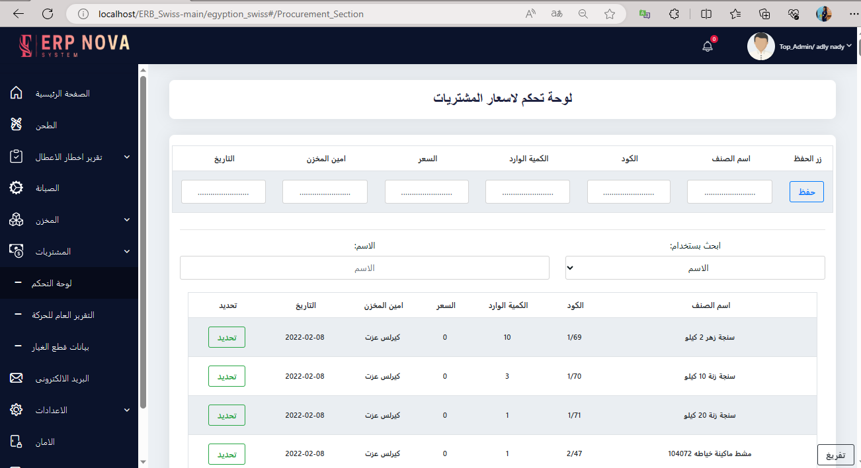 localhost/ERB_Swiss-main/egyption_swiss#/Procurement_Section
ERP NOVA
SYSTEM
0
Top_Admin/ adly nady
الصفحة الرئيسية
الطحن
تقرير اخطار الاعطال
الصيانة
المخزن
المشتريات
لوحة التحكم
التقرير العام للحركة
بيانات قطع الغيار
البريد الالكترونى
الاعدادات
الامان
لوحة تحكم لاسعار المشتريات
زر الحفظ اسم الصنف الكود الكمية الوارد السعر امين المخزن التاريخ
حفظ ........................ ........................ ........................ ........................ ........................ ........................
ابحث بستخدام: الاسم:
الاسم الاسم
اسم الصنف الكود الكمية الوارد السعر امين المخزن التاريخ تحديد
سنجة زهر 2 كيلو 1/69 10 0 كيرلس عزت 2022-02-08 تحديد
سنجة زنة 10 كيلو 1/70 3 0 كيرلس عزت 2022-02-08 تحديد
سنجة زنة 20 كيلو 1/71 1 0 كيرلس عزت 2022-02-08 تحديد
مشط ماكينة خياطه 104072 2/47 1 0 كيرلس عزت 2022-02-08 تحديد
تفريغ